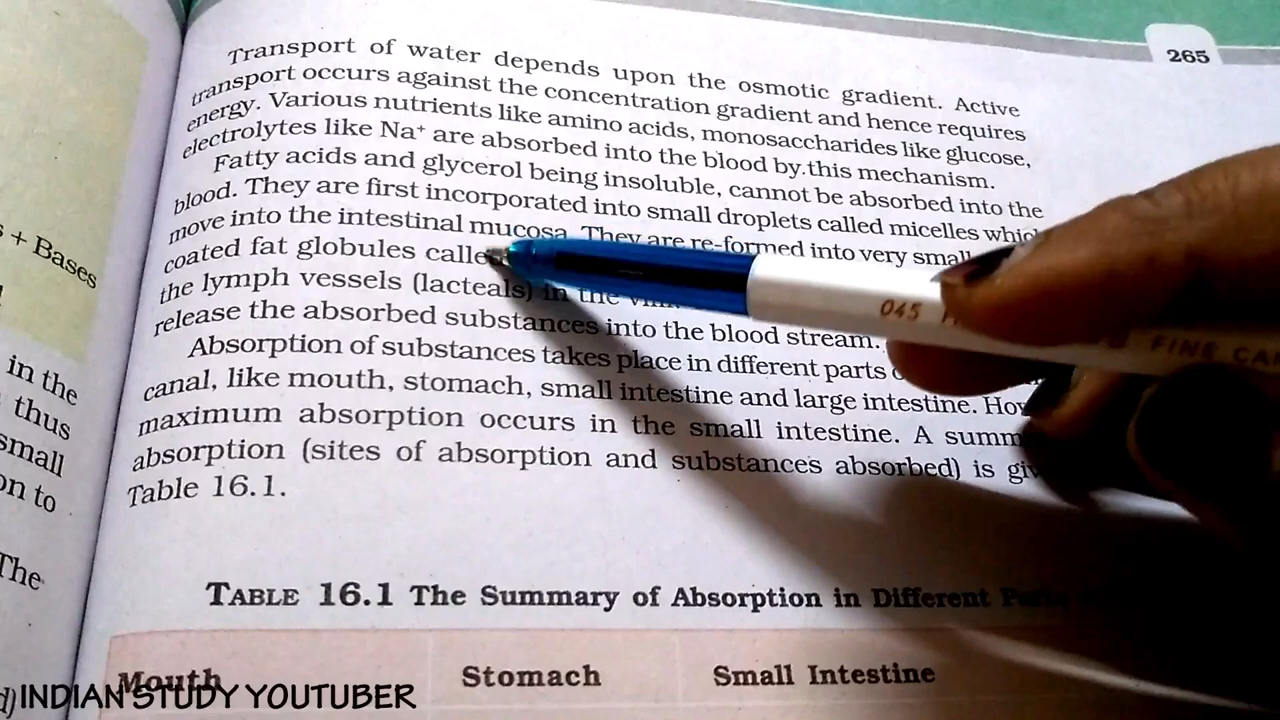 265
Transport of water depends upon the osmotic gradient. Active
transport occurs against the concentration gradient and hence requires
energy. Various nutrients like amino acids, monosaccharides like glucose,
electrolytes like Na⁺ are absorbed into the blood by this mechanism.
Fatty acids and glycerol being insoluble, cannot be absorbed into the
blood. They are first incorporated into small droplets called micelles
move into the intestinal mucosa. They are re-formed into very small
coated fat globules
the lymph vessels (lacteals) in the
release the absorbed substances into the blood stream.
Absorption of substances takes place in different parts
canal, like mouth, stomach, small intestine and large intestine.
maximum absorption occurs in the small intestine. A
absorption (sites of absorption and substances absorbed) is
Table 16.1.
TABLE 16.1 The Summary of Absorption in Different
Mouth Stomach Small Intestine
+ Bases
in the
thus
small
on to
The
INDIAN STUDY YOUTUBER